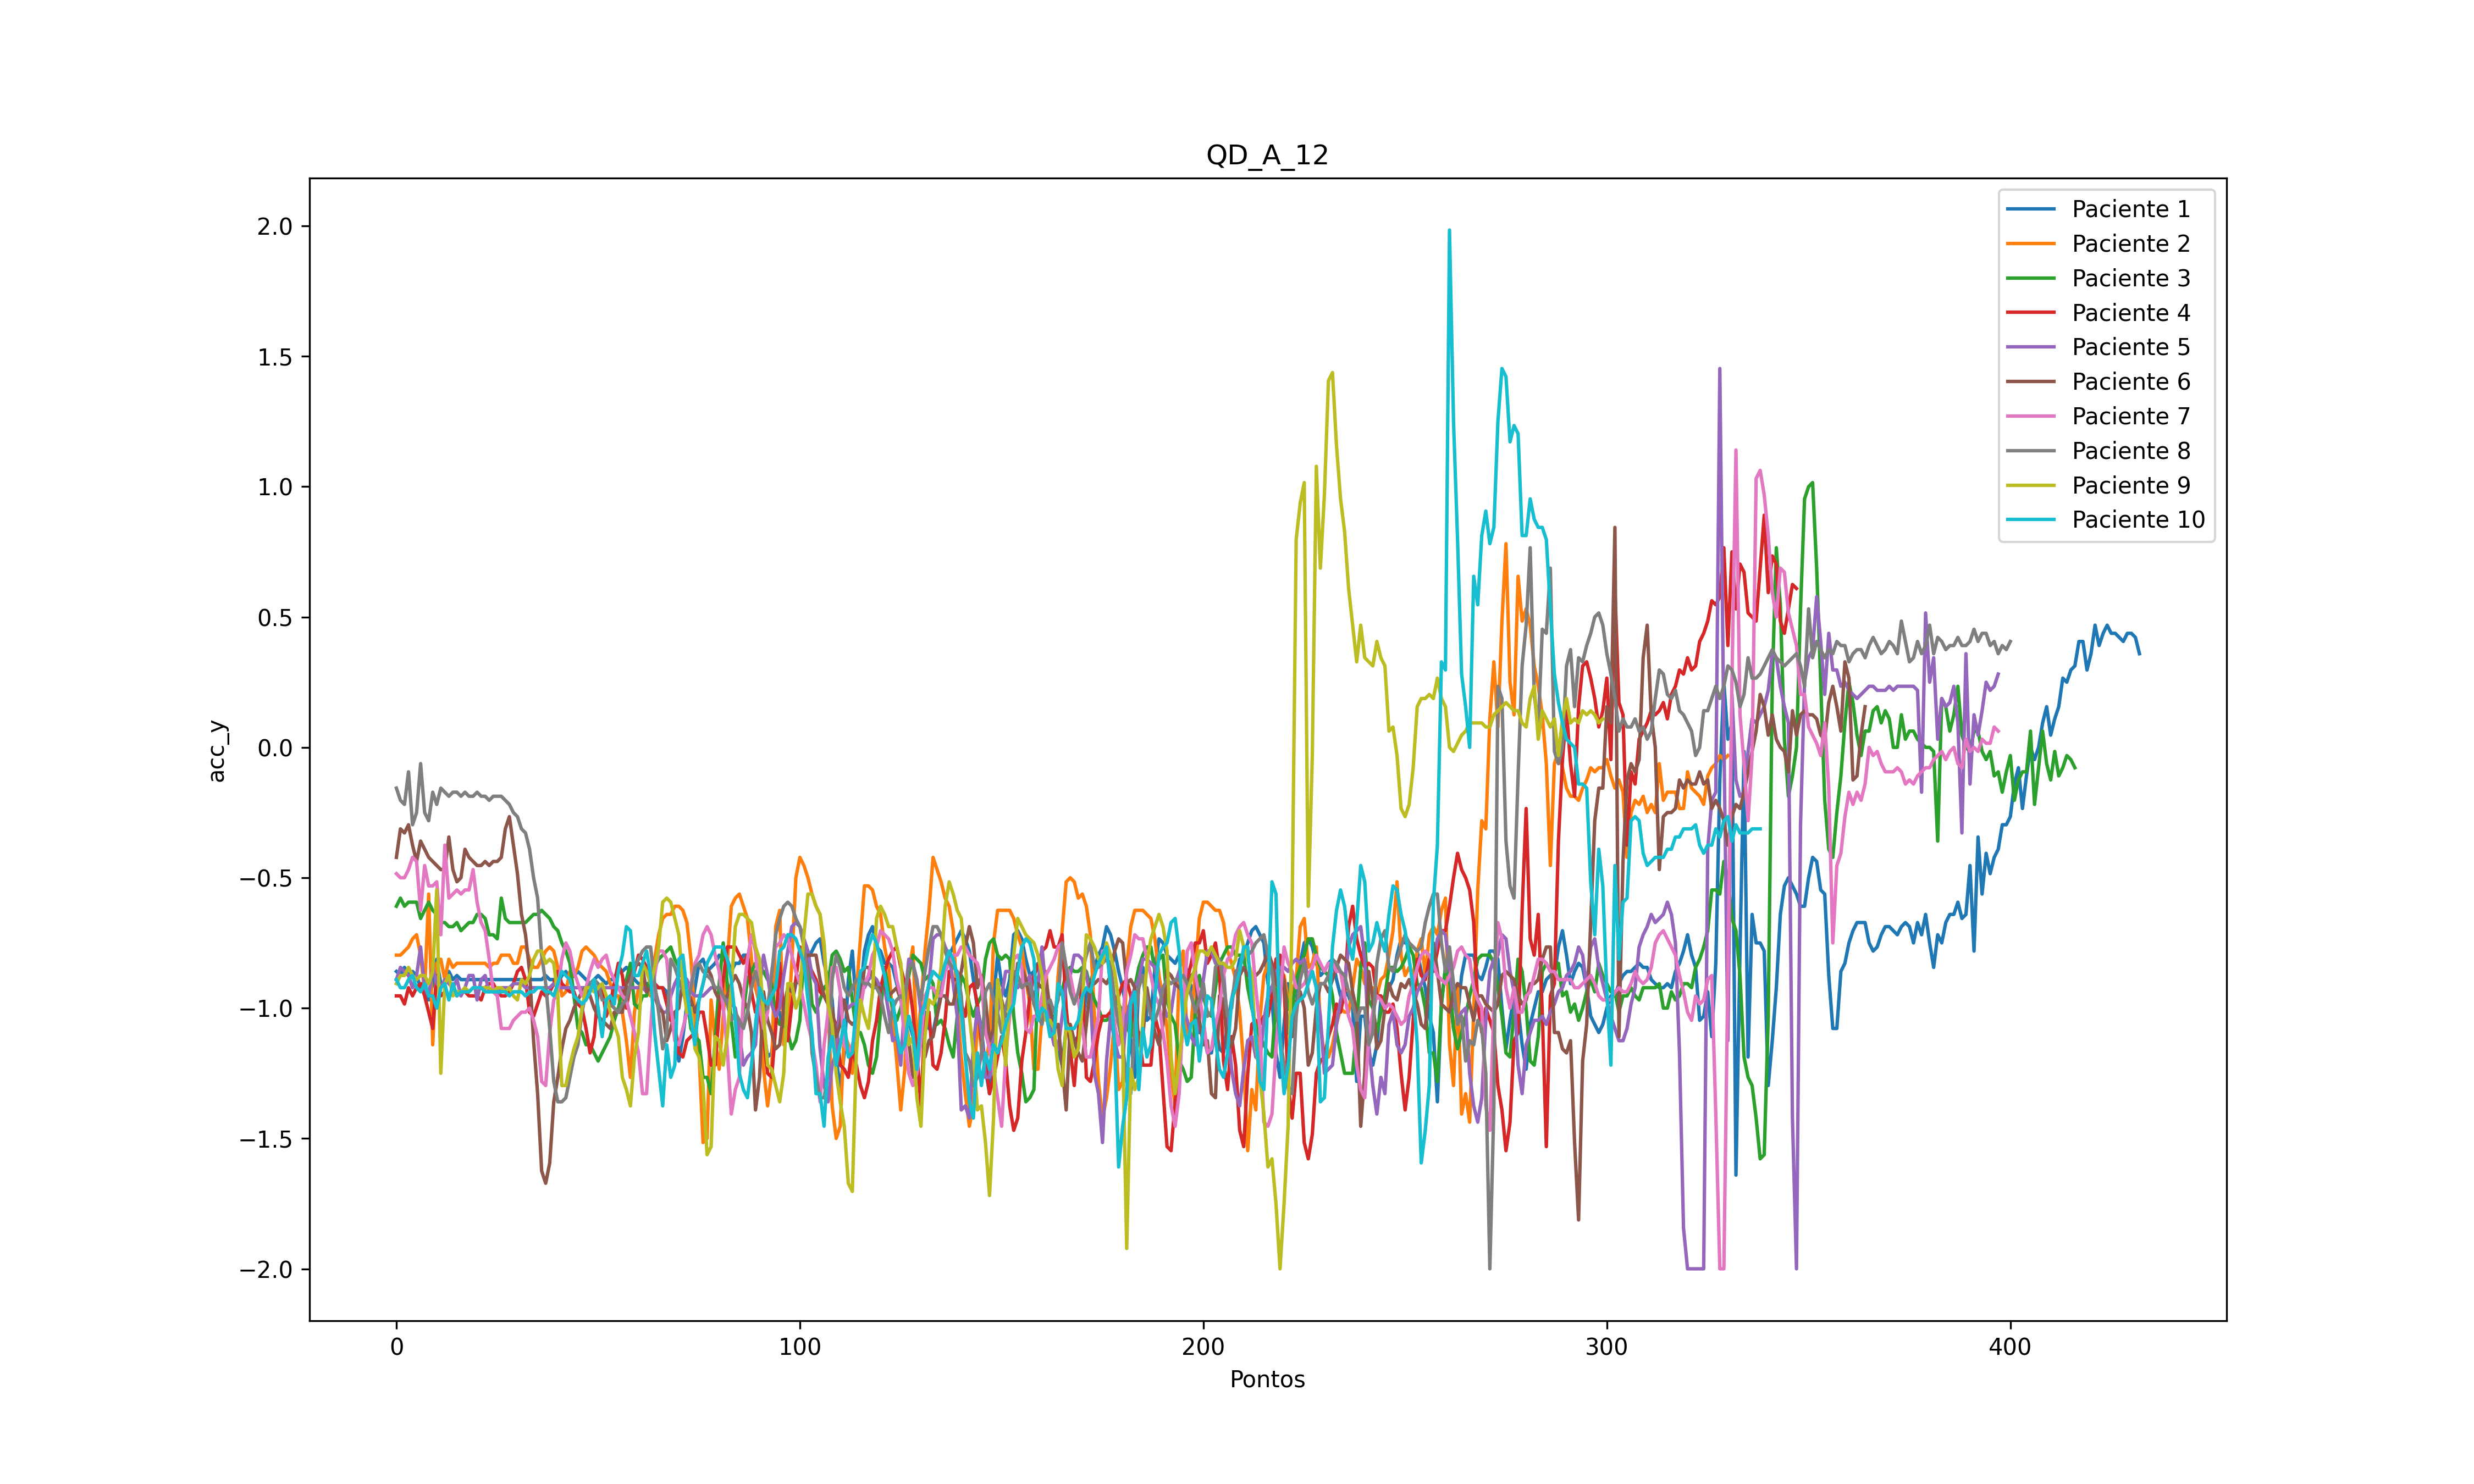 QD_A_12
acc_y
2.0
1.5
1.0
0.5
0.0
−0.5
−1.0
−1.5
−2.0
0 100 200 300 400
Pontos
Paciente 1
Paciente 2
Paciente 3
Paciente 4
Paciente 5
Paciente 6
Paciente 7
Paciente 8
Paciente 9
Paciente 10